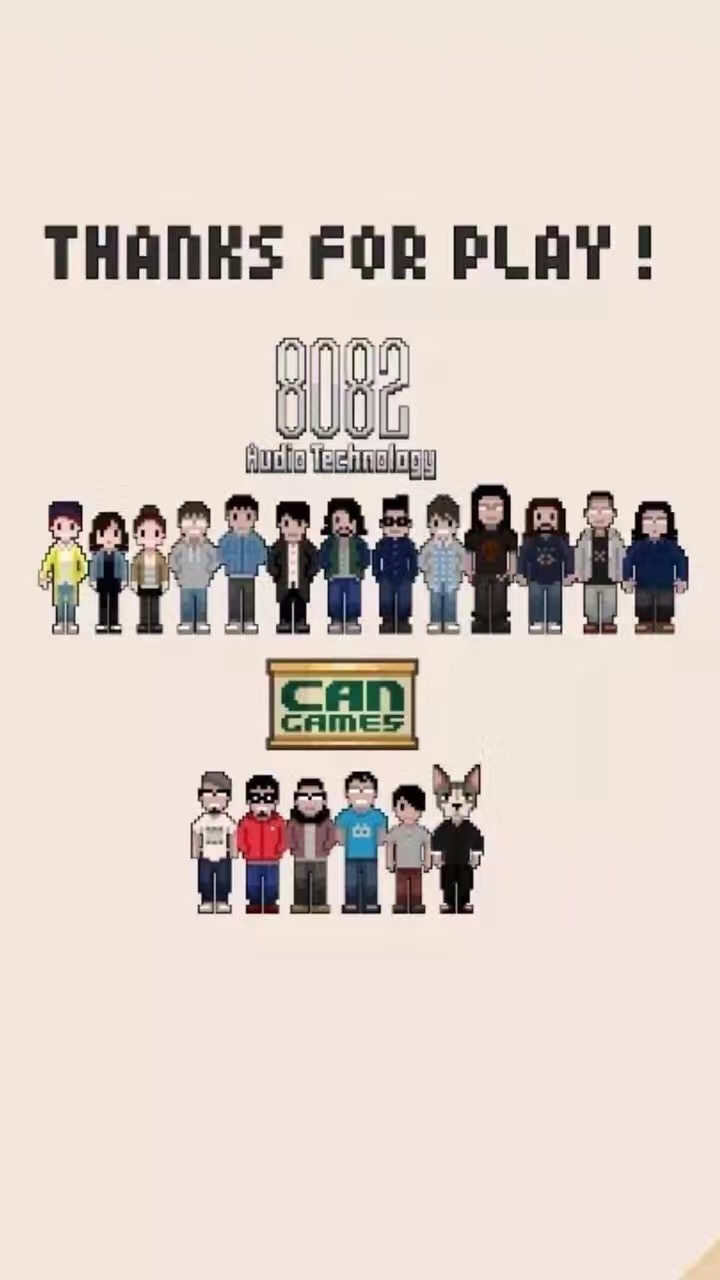 THANKS FOR PLAY !
8082
Audio Technology
CAN
GAMES